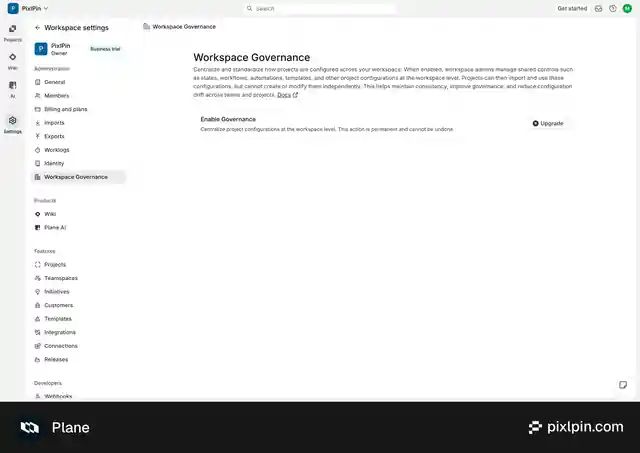 PixlPin
Search
Get started
M
Projects
Wiki
AI
Settings
Workspace settings
P
PixlPin
Owner
Business trial
Administration
General
Members
Billing and plans
Imports
Exports
Worklogs
Identity
Workspace Governance
Products
Wiki
Plane AI
Features
Projects
Teamspaces
Initiatives
Customers
Templates
Integrations
Connections
Releases
Developers
Webhooks
Workspace Governance
Workspace Governance
Centralize and standardize how projects are configured across your workspace. When enabled, workspace admins manage shared controls such
as states, workflows, automations, templates, and other project configurations at the workspace level. Projects can then import and use these
configurations, but cannot create or modify them independently. This helps maintain consistency, improve governance, and reduce configuration
drift across teams and projects. Docs
Enable Governance
Centralize project configurations at the workspace level. This action is permanent and cannot be undone.
Upgrade
Plane
pixlpin.com